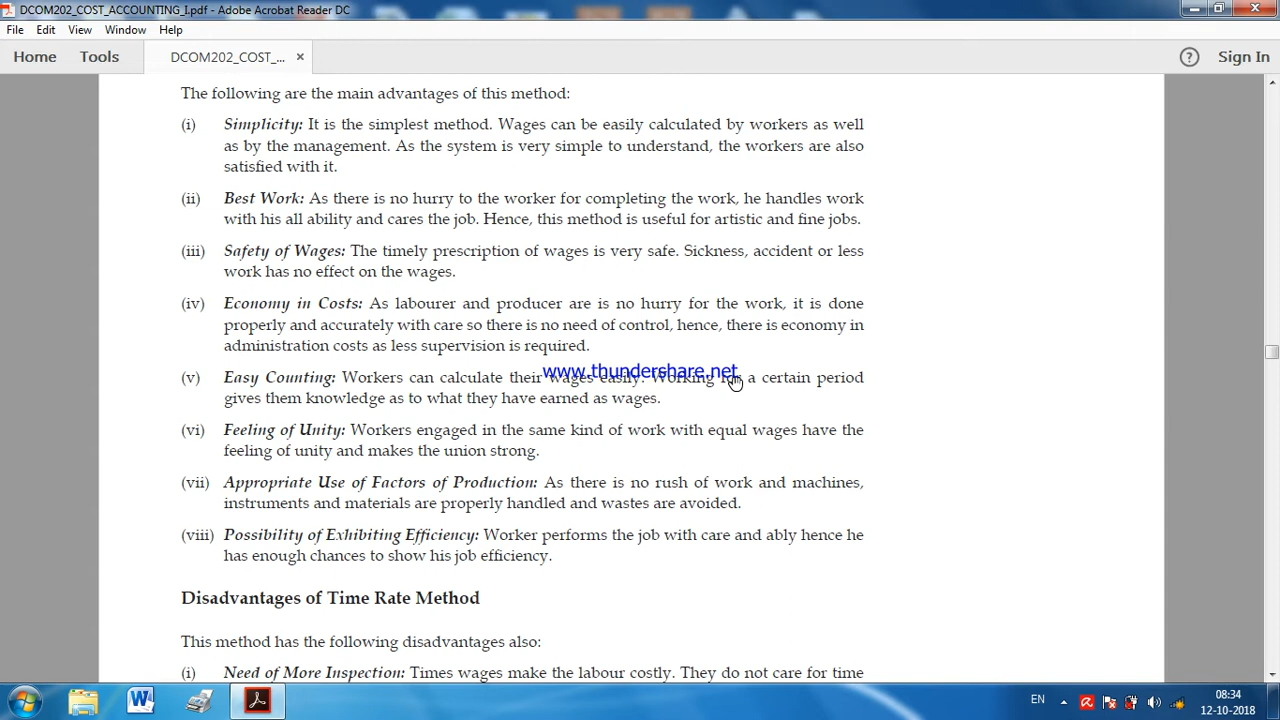 DCOM202_COST_ACCOUNTING_I.pdf - Adobe Acrobat Reader DC
File Edit View Window Help
Home Tools DCOM202_COST_... × Sign In
The following are the main advantages of this method:
(i) Simplicity: It is the simplest method. Wages can be easily calculated by workers as well
as by the management. As the system is very simple to understand, the workers are also
satisfied with it.
(ii) Best Work: As there is no hurry to the worker for completing the work, he handles work
with his all ability and cares the job. Hence, this method is useful for artistic and fine jobs.
(iii) Safety of Wages: The timely prescription of wages is very safe. Sickness, accident or less
work has no effect on the wages.
(iv) Economy in Costs: As labourer and producer are is no hurry for the work, it is done
properly and accurately with care so there is no need of control, hence, there is economy in
administration costs as less supervision is required.
www.thundershare.net
(v) Easy Counting: Workers can calculate their wages easily. Working for a certain period
gives them knowledge as to what they have earned as wages.
(vi) Feeling of Unity: Workers engaged in the same kind of work with equal wages have the
feeling of unity and makes the union strong.
(vii) Appropriate Use of Factors of Production: As there is no rush of work and machines,
instruments and materials are properly handled and wastes are avoided.
(viii) Possibility of Exhibiting Efficiency: Worker performs the job with care and ably hence he
has enough chances to show his job efficiency.
Disadvantages of Time Rate Method
This method has the following disadvantages also:
(i) Need of More Inspection: Times wages make the labour costly. They do not care for time
EN 08:34
12-10-2018